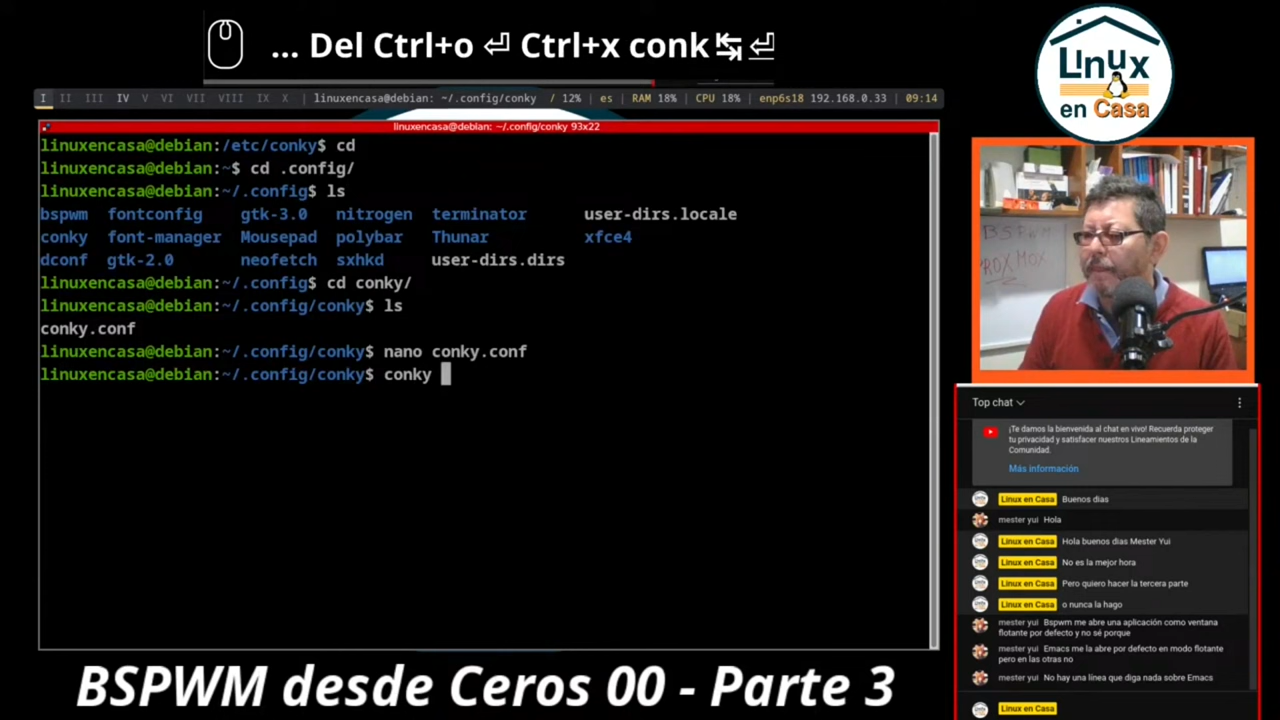 ... Del Ctrl+o ⏎ Ctrl+x conk↹⏎
Linux
en Casa
I II III IV V VI VII VIII IX X | linuxencasa@debian: ~/.config/conky / 12% | es | RAM 18% | CPU 18% | enp6s18 192.168.0.33 | 09:14
linuxencasa@debian: ~/.config/conky 93x22
linuxencasa@debian:/etc/conky$ cd
linuxencasa@debian:~$ cd .config/
linuxencasa@debian:~/.config$ ls
bspwm fontconfig gtk-3.0 nitrogen terminator user-dirs.locale
conky font-manager Mousepad polybar Thunar xfce4
dconf gtk-2.0 neofetch sxhkd user-dirs.dirs
linuxencasa@debian:~/.config$ cd conky/
linuxencasa@debian:~/.config/conky$ ls
conky.conf
linuxencasa@debian:~/.config/conky$ nano conky.conf
linuxencasa@debian:~/.config/conky$ conky
BSPWM
PROXMOX
Top chat
¡Te damos la bienvenida al chat en vivo! Recuerda proteger
tu privacidad y satisfacer nuestros Lineamientos de la
Comunidad.
Más información
Linux en Casa Buenos dias
mester yui Hola
Linux en Casa Hola buenos dias Mester Yui
Linux en Casa No es la mejor hora
Linux en Casa Pero quiero hacer la tercera parte
Linux en Casa o nunca la hago
mester yui Bspwm me abre una aplicación como ventana
flotante por defecto y no sé porque
mester yui Emacs me la abre por defecto en modo flotante
pero en las otras no
mester yui No hay una línea que diga nada sobre Emacs
Linux en Casa
BSPWM desde Ceros 00 - Parte 3